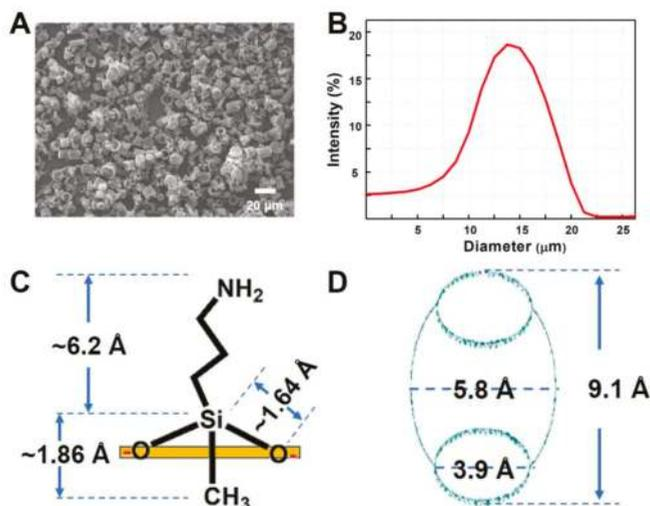 A
20 μm
B
Intensity (%)
20
15
10
5
5 10 15 20 25
Diameter (μm)
C
NH2
~6.2 Å
~1.64 Å
Si
~1.86 Å
- O O -
CH3
D
5.8 Å
9.1 Å
3.9 Å